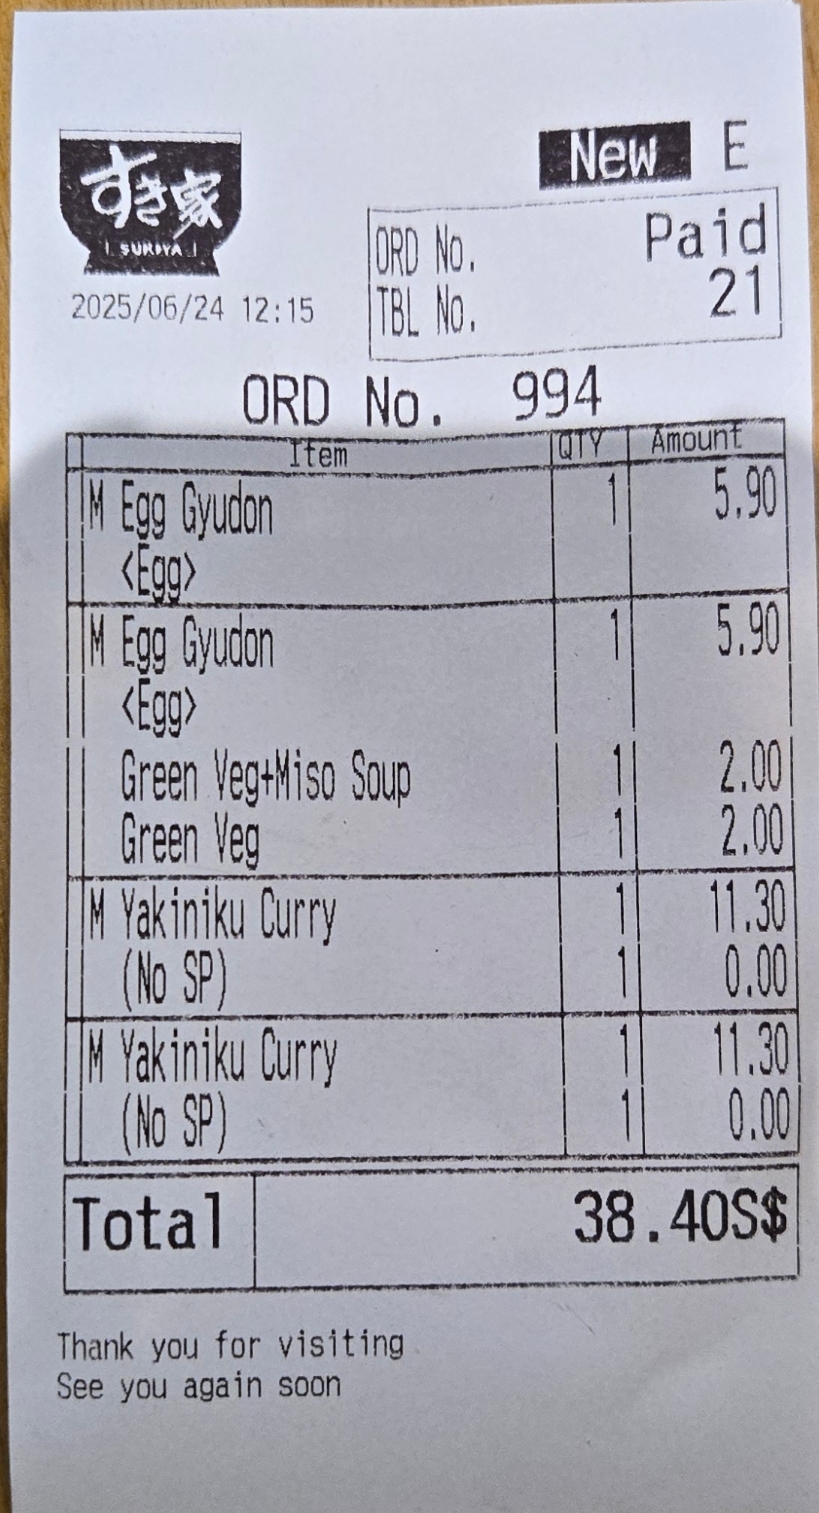 すき家
SUKIYA
New E
ORD No. Paid
TBL No. 21
2025/06/24 12:15
ORD No. 994
Item QTY Amount
M Egg Gyudon 1 5.90
<Egg>
M Egg Gyudon 1 5.90
<Egg>
Green Veg+Miso Soup 1 2.00
Green Veg 1 2.00
M Yakiniku Curry 1 11.30
(No SP) 1 0.00
M Yakiniku Curry 1 11.30
(No SP) 1 0.00
Total 38.40S$
Thank you for visiting
See you again soon